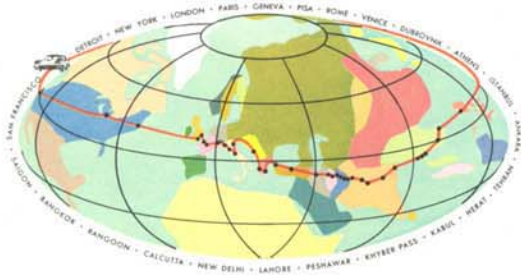 SAN FRANCISCO • DETROIT • NEW YORK • LONDON • PARIS • GENEVA • PISA • ROME • VENICE • DUBROVNIK • ATHENS • ISTANBUL • ANKARA • TEHRAN • HERAT • KABUL • KHYBER PASS • PESHAWAR • LAHORE • NEW DELHI • CALCUTTA • RANGOON • BANGKOK • SAIGON •